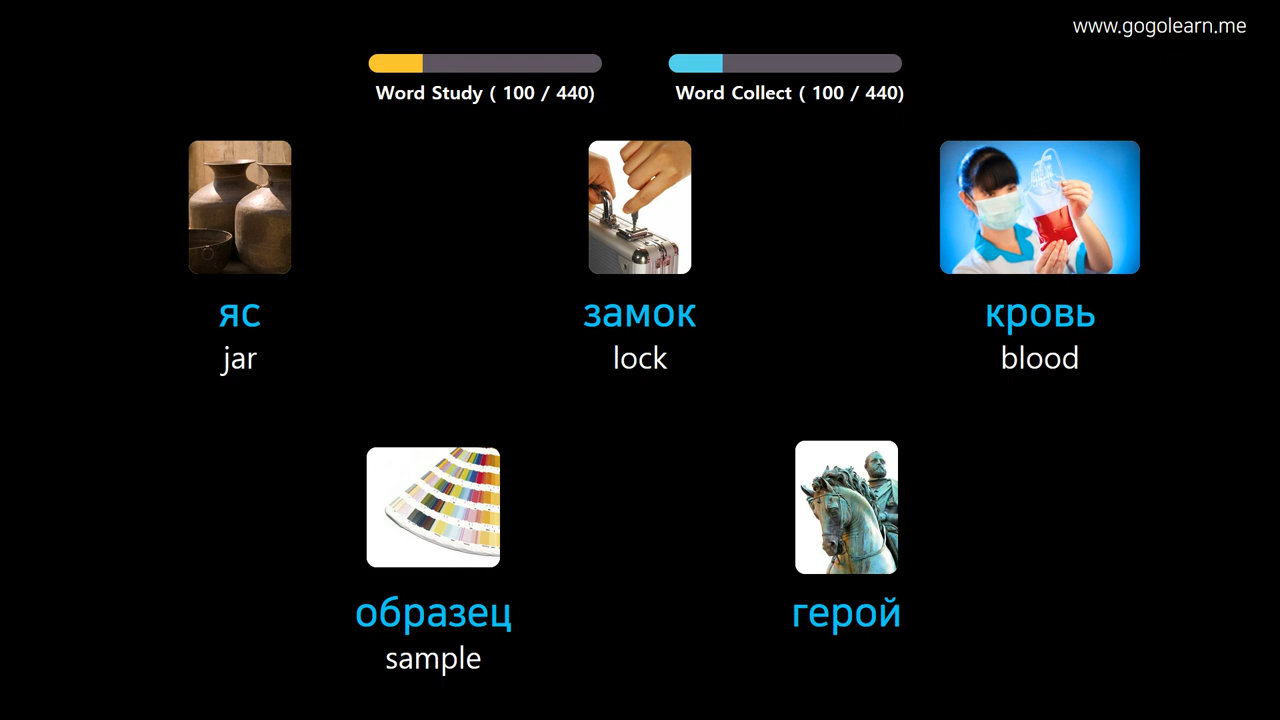 www.gogolearn.me
Word Study ( 100 / 440)
Word Collect ( 100 / 440)
яс
jar
замок
lock
кровь
blood
образец
sample
герой